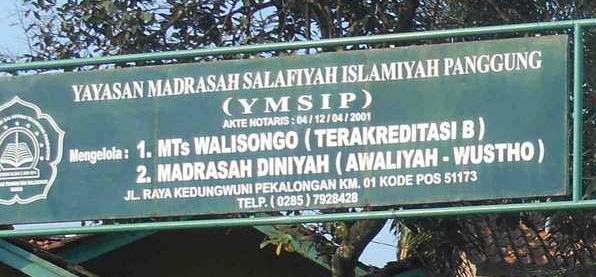 YAYASAN MADRASAH SALAFIYAH ISLAMIYAH PANGGUNG
(YMSIP)
AKTE NOTARIS : 04 / 12 / 04 / 2001
Mengelola : 1. MTs WALISONGO ( TERAKREDITASI B )
2. MADRASAH DINIYAH ( AWALIYAH - WUSTHO )
JL. RAYA KEDUNGWUNI PEKALONGAN KM. 01 KODE POS 51173
TELP. ( 0285 ) 7928428